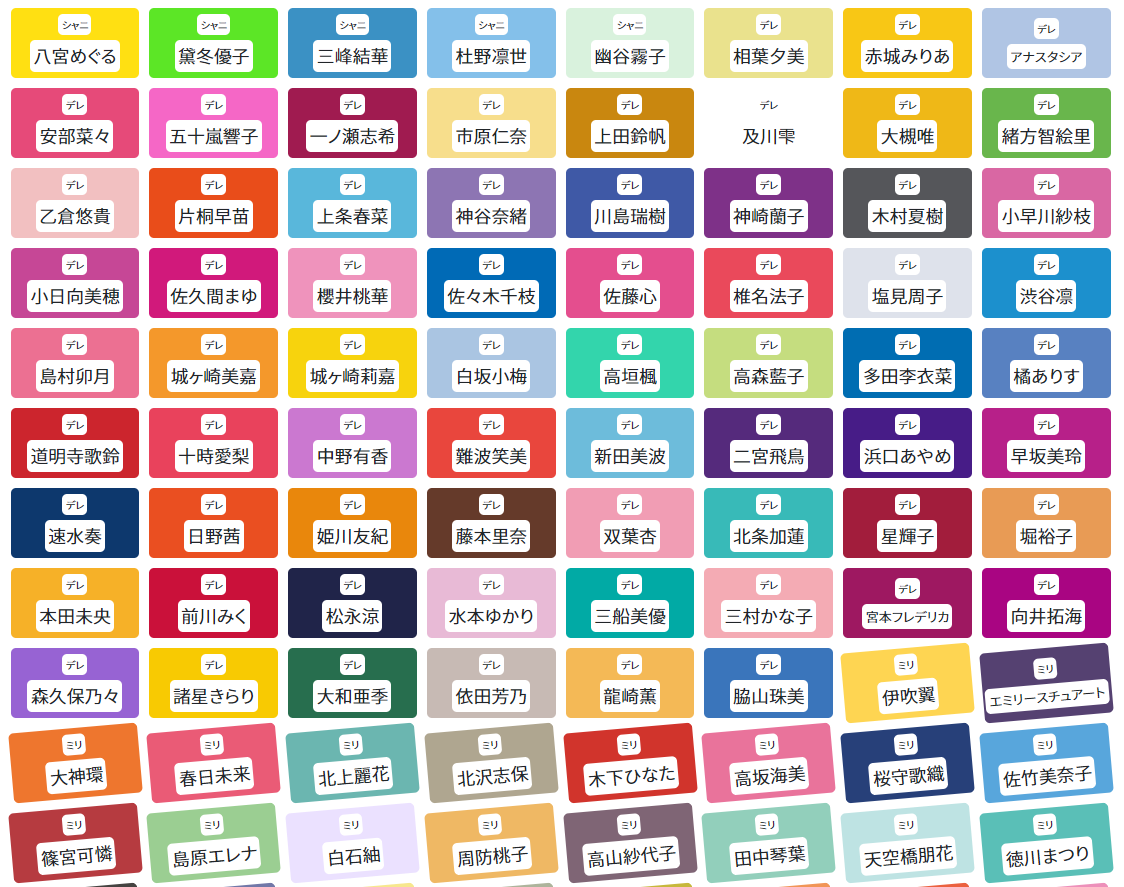 シャニ
八宮めぐる
シャニ
黛冬優子
シャニ
三峰結華
シャニ
杜野凛世
シャニ
幽谷霧子
デレ
相葉夕美
デレ
赤城みりあ
デレ
アナスタシア
デレ
安部菜々
デレ
五十嵐響子
デレ
一ノ瀬志希
デレ
市原仁奈
デレ
上田鈴帆
デレ
及川雫
デレ
大槻唯
デレ
緒方智絵里
デレ
乙倉悠貴
デレ
片桐早苗
デレ
上条春菜
デレ
神谷奈緒
デレ
川島瑞樹
デレ
神崎蘭子
デレ
木村夏樹
デレ
小早川紗枝
デレ
小日向美穂
デレ
佐久間まゆ
デレ
櫻井桃華
デレ
佐々木千枝
デレ
佐藤心
デレ
椎名法子
デレ
塩見周子
デレ
渋谷凛
デレ
島村卯月
デレ
城ヶ崎美嘉
デレ
城ヶ崎莉嘉
デレ
白坂小梅
デレ
高垣楓
デレ
高森藍子
デレ
多田李衣菜
デレ
橘ありす
デレ
道明寺歌鈴
デレ
十時愛梨
デレ
中野有香
デレ
難波笑美
デレ
新田美波
デレ
二宮飛鳥
デレ
浜口あやめ
デレ
早坂美玲
デレ
速水奏
デレ
日野茜
デレ
姫川友紀
デレ
藤本里奈
デレ
双葉杏
デレ
北条加蓮
デレ
星輝子
デレ
堀裕子
デレ
本田未央
デレ
前川みく
デレ
松永涼
デレ
水本ゆかり
デレ
三船美優
デレ
三村かな子
デレ
宮本フレデリカ
デレ
向井拓海
デレ
森久保乃々
デレ
諸星きらり
デレ
大和亜季
デレ
依田芳乃
デレ
龍崎薫
デレ
脇山珠美
ミリ
伊吹翼
ミリ
エミリースチュアート
ミリ
大神環
ミリ
春日未来
ミリ
北上麗花
ミリ
北沢志保
ミリ
木下ひなた
ミリ
高坂海美
ミリ
桜守歌織
ミリ
佐竹美奈子
ミリ
篠宮可憐
ミリ
島原エレナ
ミリ
白石紬
ミリ
周防桃子
ミリ
高山紗代子
ミリ
田中琴葉
ミリ
天空橋朋花
ミリ
徳川まつり